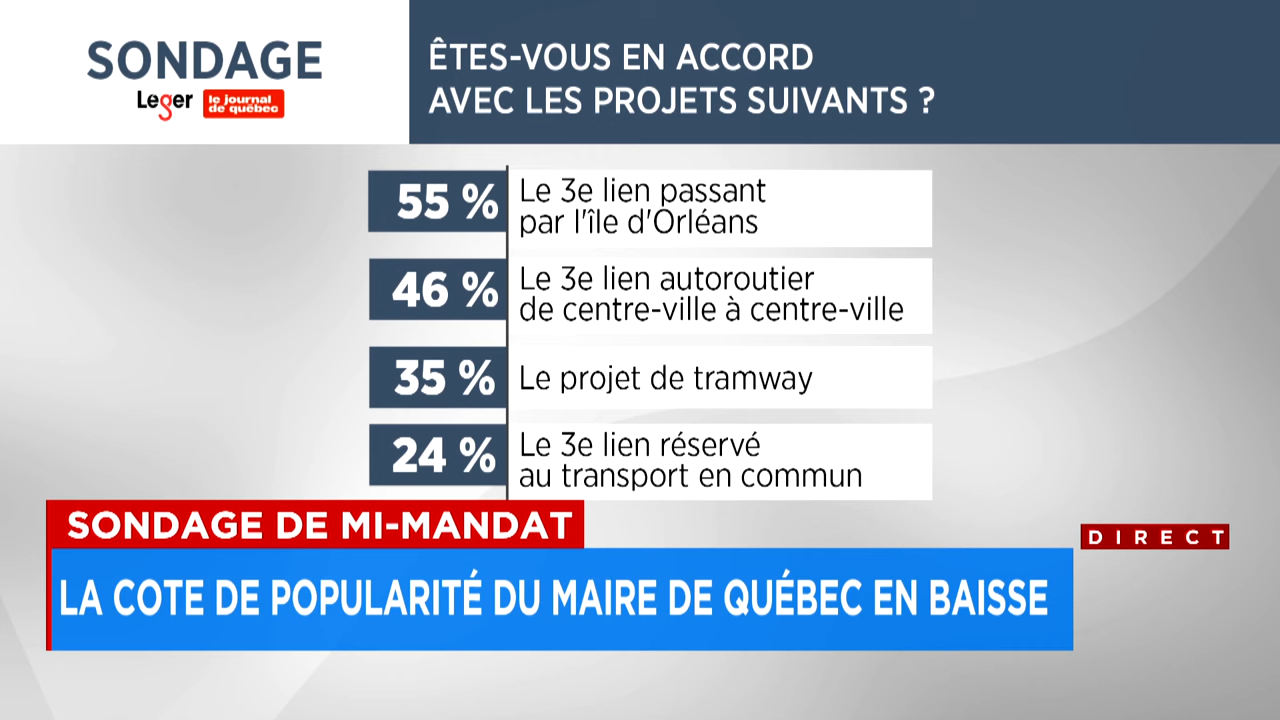 SONDAGE
Leger
le journal
de québec
ÊTES-VOUS EN ACCORD
AVEC LES PROJETS SUIVANTS ?
55 %
Le 3e lien passant
par l'île d'Orléans
46 %
Le 3e lien autoroutier
de centre-ville à centre-ville
35 %
Le projet de tramway
24 %
Le 3e lien réservé
au transport en commun
SONDAGE DE MI-MANDAT
DIRECT
LA COTE DE POPULARITÉ DU MAIRE DE QUÉBEC EN BAISSE